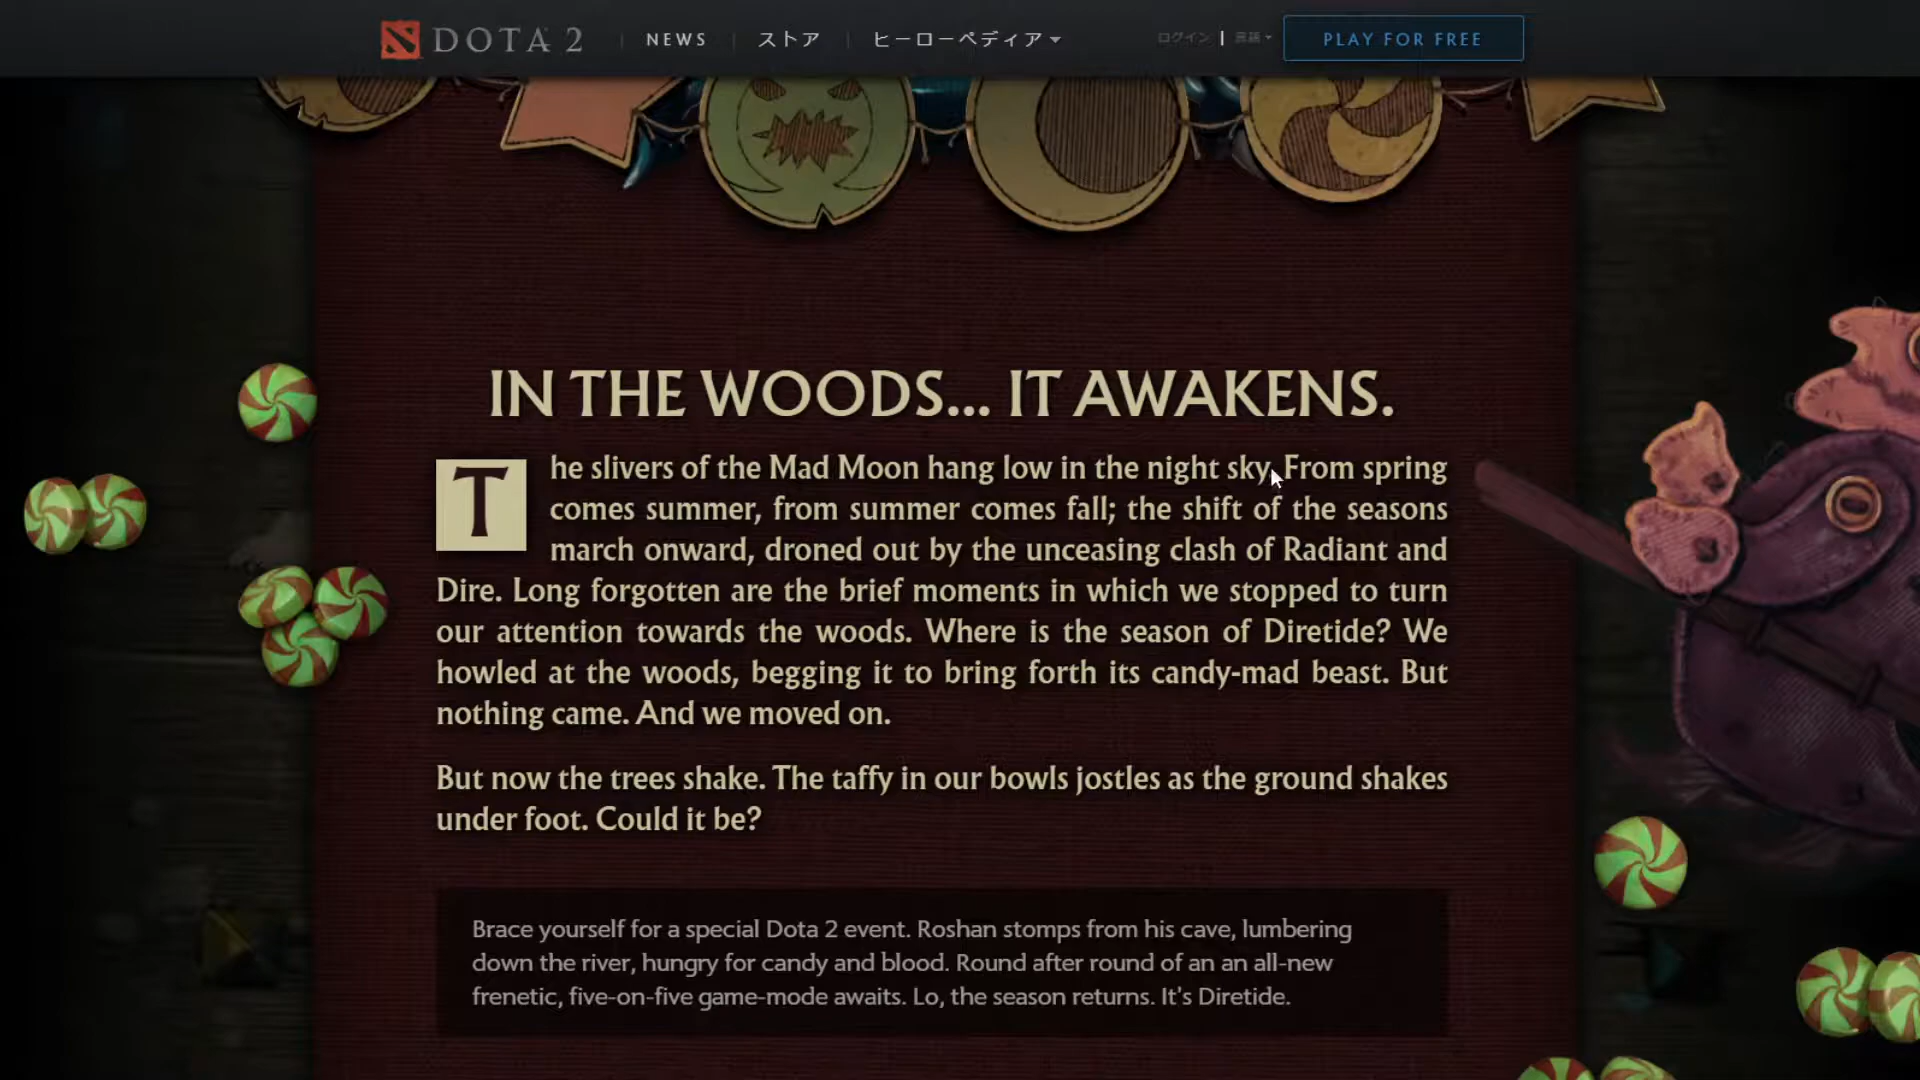 DOTA 2
NEWS
ストア
ヒーローペディア
ログイン | 言語
PLAY FOR FREE
IN THE WOODS... IT AWAKENS.
The slivers of the Mad Moon hang low in the night sky. From spring
comes summer, from summer comes fall; the shift of the seasons
march onward, droned out by the unceasing clash of Radiant and
Dire. Long forgotten are the brief moments in which we stopped to turn
our attention towards the woods. Where is the season of Diretide? We
howled at the woods, begging it to bring forth its candy-mad beast. But
nothing came. And we moved on.
But now the trees shake. The taffy in our bowls jostles as the ground shakes
under foot. Could it be?
Brace yourself for a special Dota 2 event. Roshan stomps from his cave, lumbering
down the river, hungry for candy and blood. Round after round of an an all-new
frenetic, five-on-five game-mode awaits. Lo, the season returns. It's Diretide.